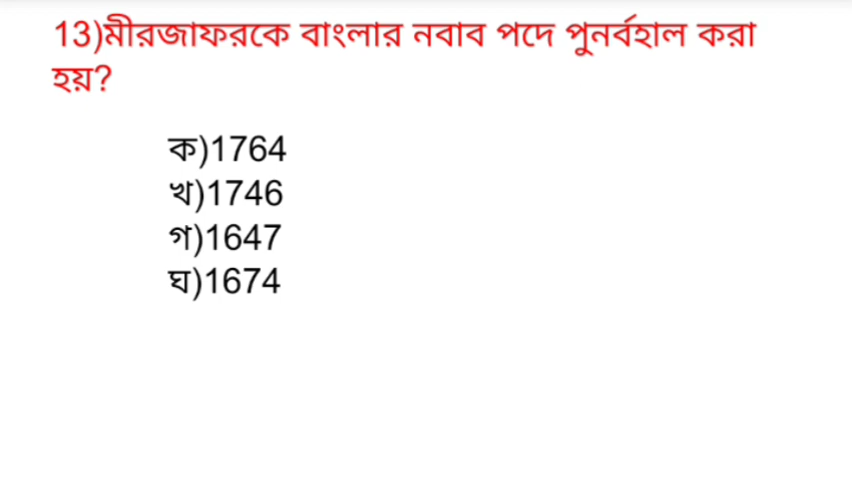 13)মীরজাফরকে বাংলার নবাব পদে পুনর্বহাল করা
হয়?
ক)1764
খ)1746
গ)1647
ঘ)1674